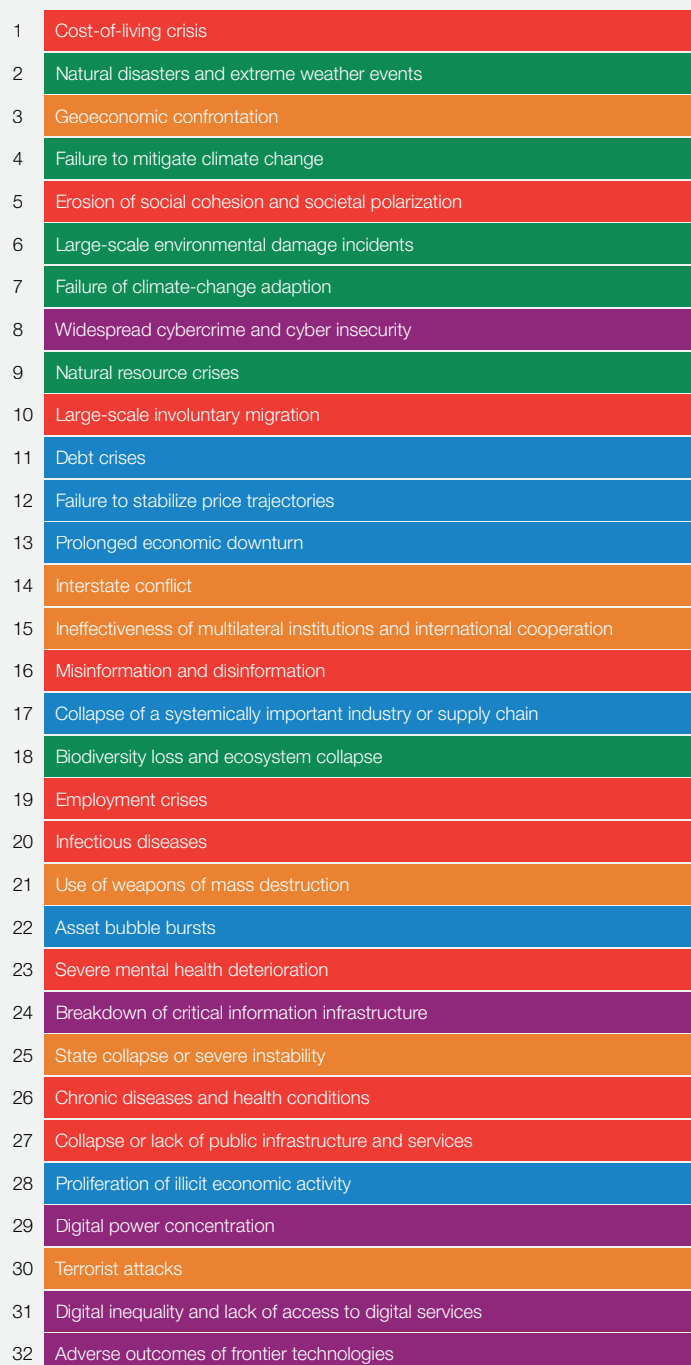 1 Cost-of-living crisis
2 Natural disasters and extreme weather events
3 Geoeconomic confrontation
4 Failure to mitigate climate change
5 Erosion of social cohesion and societal polarization
6 Large-scale environmental damage incidents
7 Failure of climate-change adaption
8 Widespread cybercrime and cyber insecurity
9 Natural resource crises
10 Large-scale involuntary migration
11 Debt crises
12 Failure to stabilize price trajectories
13 Prolonged economic downturn
14 Interstate conflict
15 Ineffectiveness of multilateral institutions and international cooperation
16 Misinformation and disinformation
17 Collapse of a systemically important industry or supply chain
18 Biodiversity loss and ecosystem collapse
19 Employment crises
20 Infectious diseases
21 Use of weapons of mass destruction
22 Asset bubble bursts
23 Severe mental health deterioration
24 Breakdown of critical information infrastructure
25 State collapse or severe instability
26 Chronic diseases and health conditions
27 Collapse or lack of public infrastructure and services
28 Proliferation of illicit economic activity
29 Digital power concentration
30 Terrorist attacks
31 Digital inequality and lack of access to digital services
32 Adverse outcomes of frontier technologies